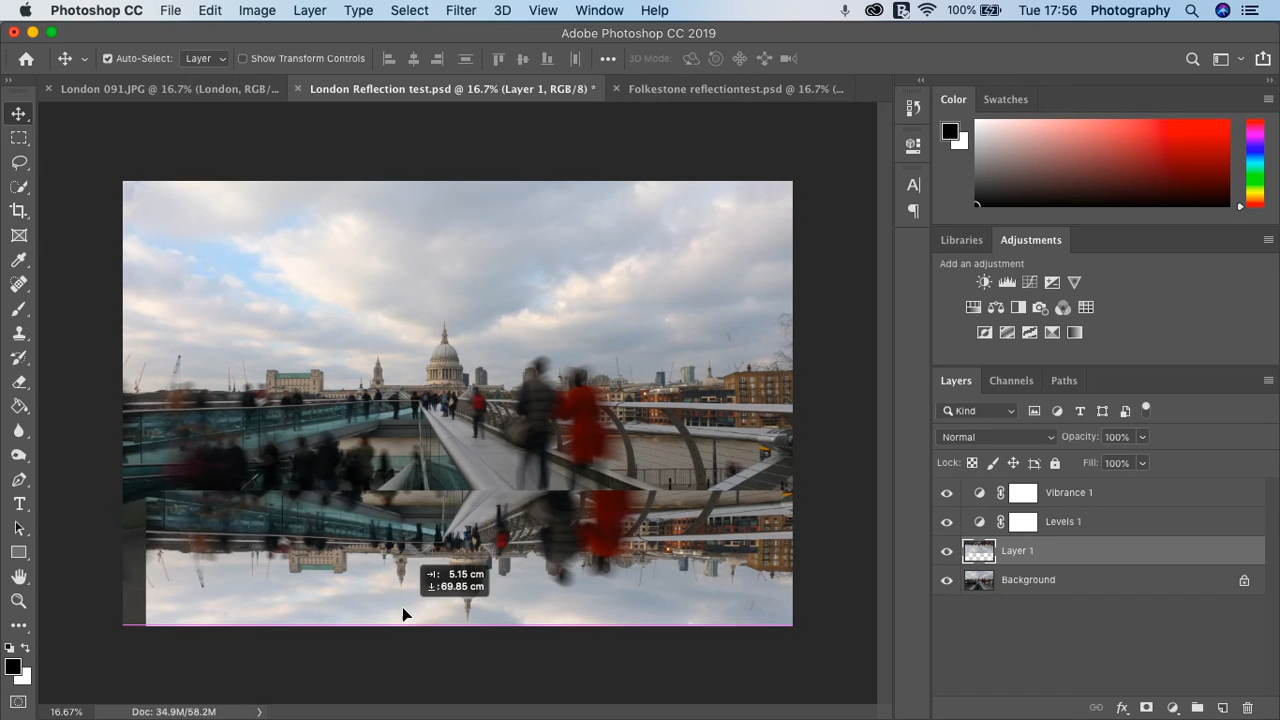 Photoshop CC File Edit Image Layer Type Select Filter 3D View Window Help 100% Tue 17:56 Photography
Adobe Photoshop CC 2019
Auto-Select: Layer Show Transform Controls 3D Mode:
London 091.JPG @ 16.7% (London, RGB/... London Reflection test.psd @ 16.7% (Layer 1, RGB/8) * Folkestone reflectiontest.psd @ 16.7% (...
Color Swatches
Libraries Adjustments
Add an adjustment
Layers Channels Paths
Kind
Normal Opacity: 100%
Lock: Fill: 100%
Vibrance 1
Levels 1
Layer 1
Background
5.15 cm
69.85 cm
16.67% Doc: 34.9M/58.2M